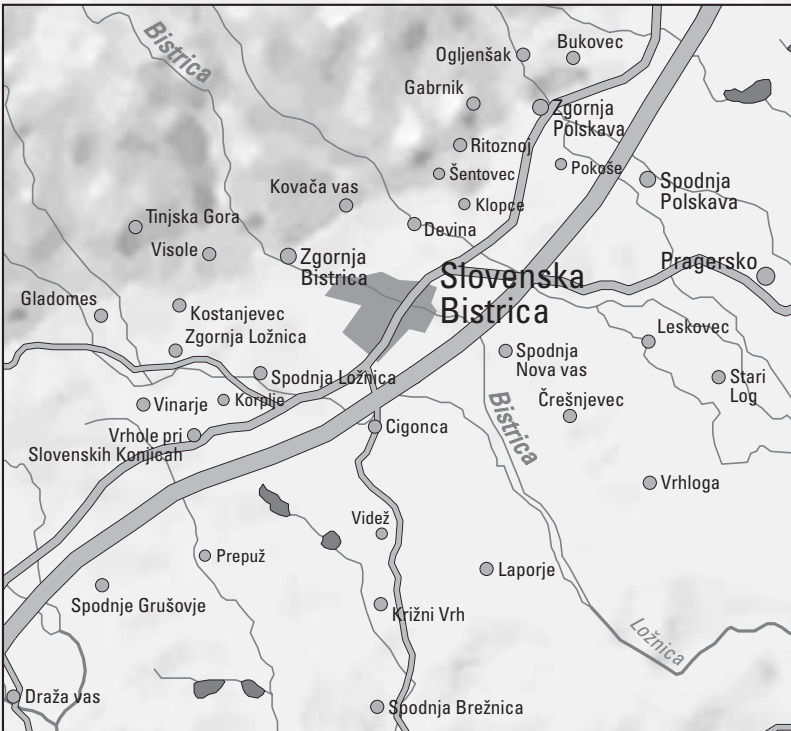 Bistrica
Ogljenšak
Bukovec
Gabrnik
Zgornja
Polskava
Ritoznoj
Pokoše
Šentovec
Spodnja
Polskava
Kovača vas
Klopce
Tinjska Gora
Devina
Visole
Zgornja
Bistrica
Slovenska
Bistrica
Pragersko
Gladomes
Kostanjevec
Zgornja Ložnica
Leskovec
Spodnja
Nova vas
Spodnja Ložnica
Stari
Log
Bistrica
Vinarje
Korplje
Črešnjevec
Vrhole pri
Slovenskih Konjicah
Cigonca
Vrhloga
Videž
Prepuž
Laporje
Spodnje Grušovje
Križni Vrh
Ložnica
Draža vas
Spodnja Brežnica